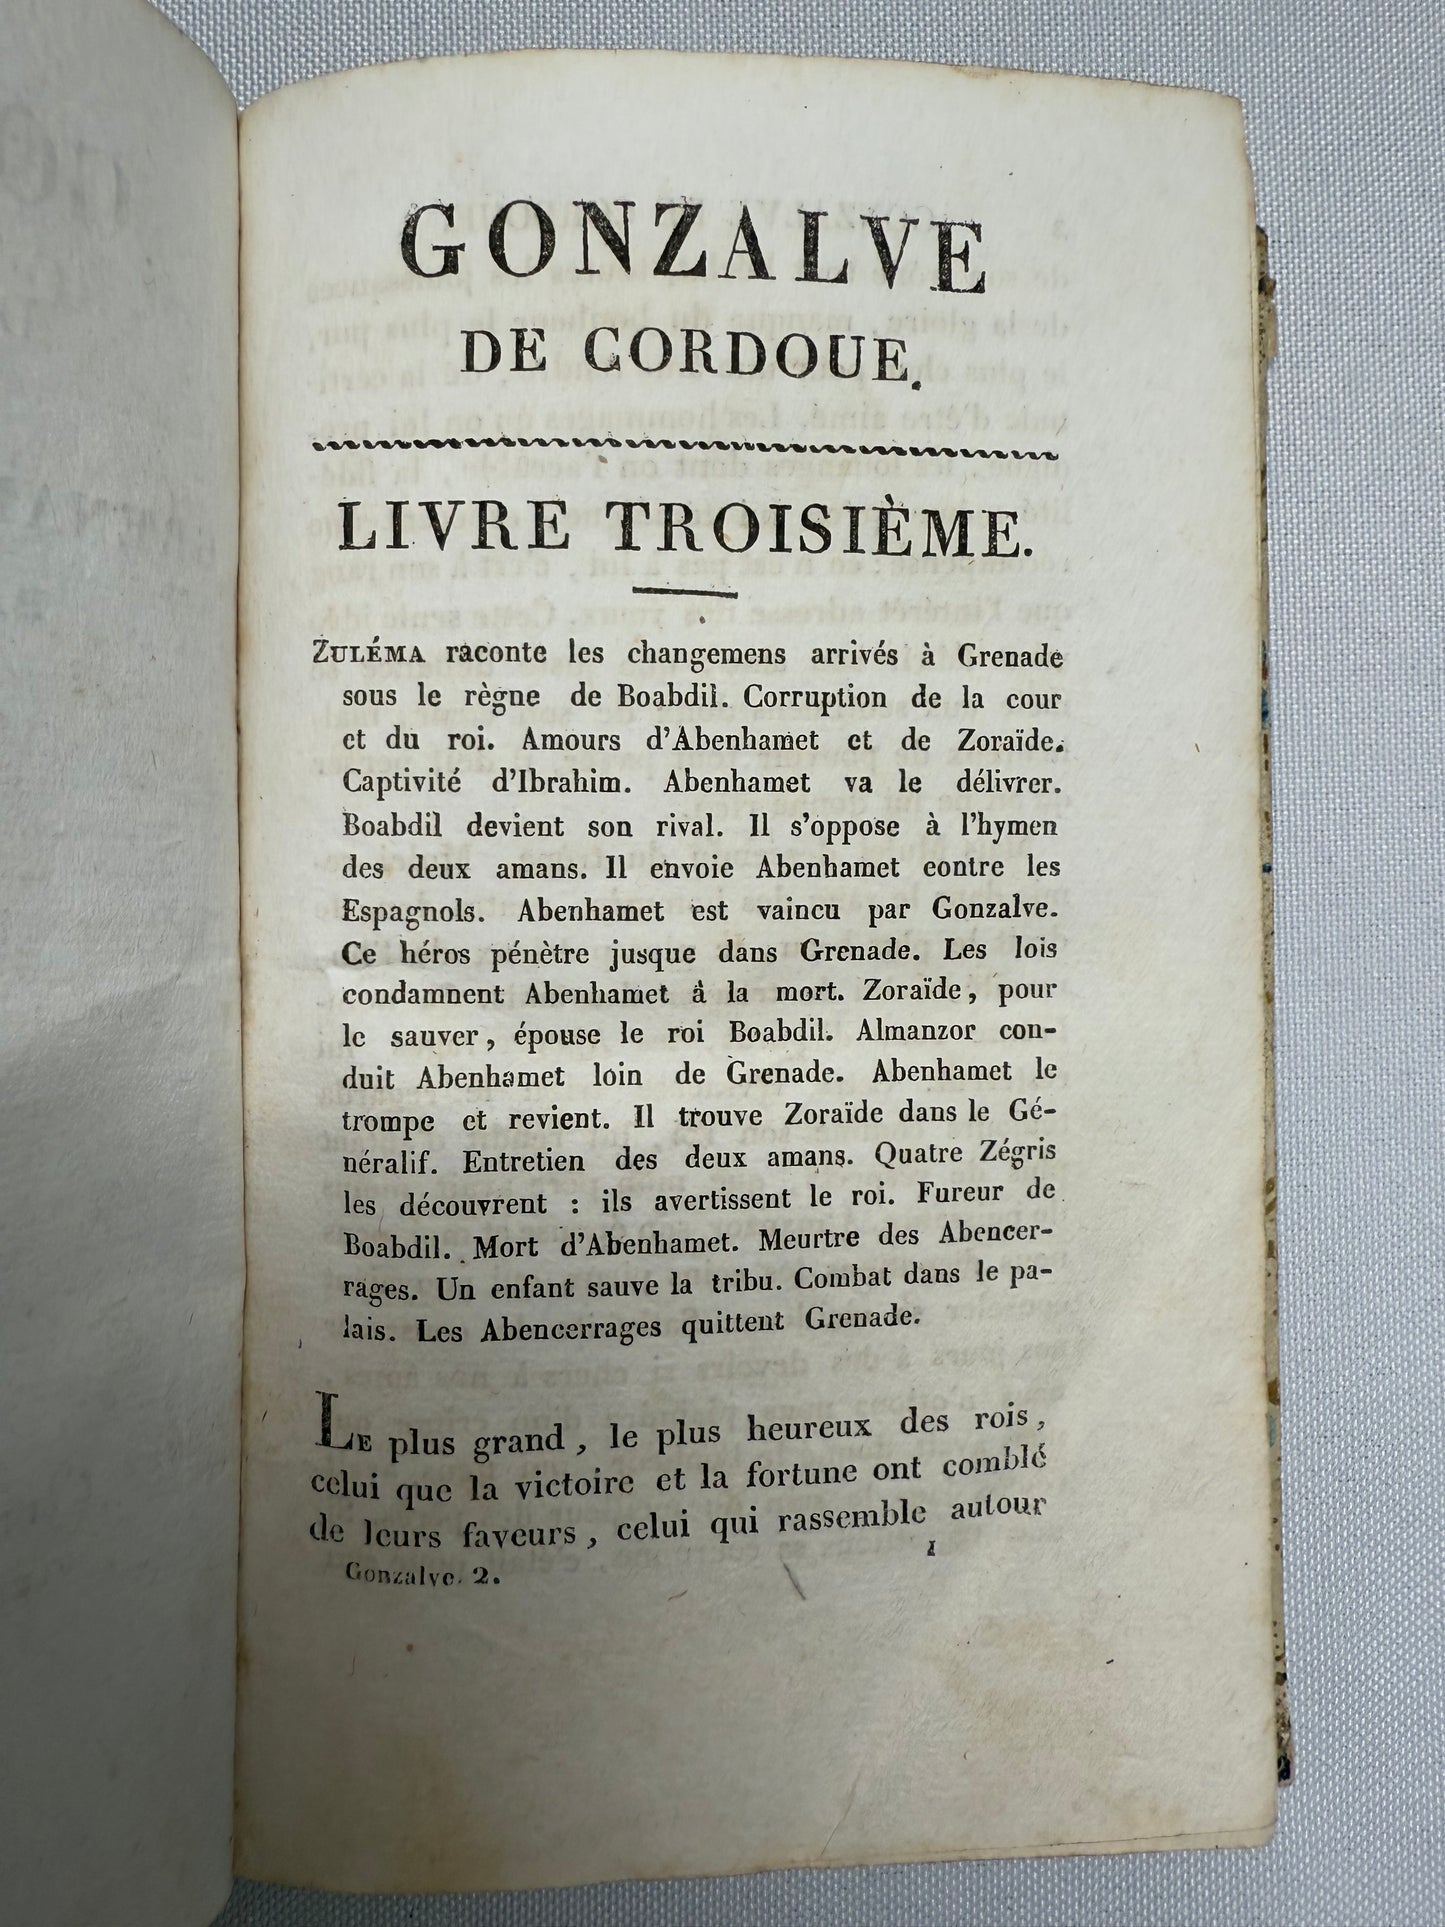 GONZALVE
DE CORDOUE.
LIVRE TROISIÈME.
ZULÉMA raconte les changemens arrivés à Grenade
sous le règne de Boabdil. Corruption de la cour
et du roi. Amours d'Abenhamet et de Zoraïde.
Captivité d'Ibrahim. Abenhamet va le délivrer.
Boabdil devient son rival. Il s'oppose à l'hymen
des deux amans. Il envoie Abenhamet eontre les
Espagnols. Abenhamet est vaincu par Gonzalve.
Ce héros pénètre jusque dans Grenade. Les lois
condamnent Abenhamet à la mort. Zoraïde, pour
le sauver, épouse le roi Boabdil. Almanzor con-
duit Abenhamet loin de Grenade. Abenhamet le
trompe et revient. Il trouve Zoraïde dans le Gé-
néralif. Entretien des deux amans. Quatre Zégris
les découvrent : ils avertissent le roi. Fureur de
Boabdil. Mort d'Abenhamet. Meurtre des Abencer-
rages. Un enfant sauve la tribu. Combat dans le pa-
lais. Les Abencerrages quittent Grenade.
LE plus grand, le plus heureux des rois,
celui que la victoire et la fortune ont comblé
de leurs faveurs, celui qui rassemble autour
Gonzalve. 2. 1